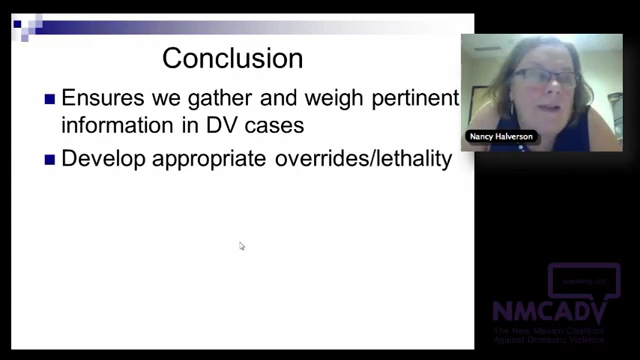 Conclusion
Ensures we gather and weigh pertinent
information in DV cases
Develop appropriate overrides/lethality
Nancy Halverson
NMCADV
The New Mexico Coalition
Against Domestic Violence